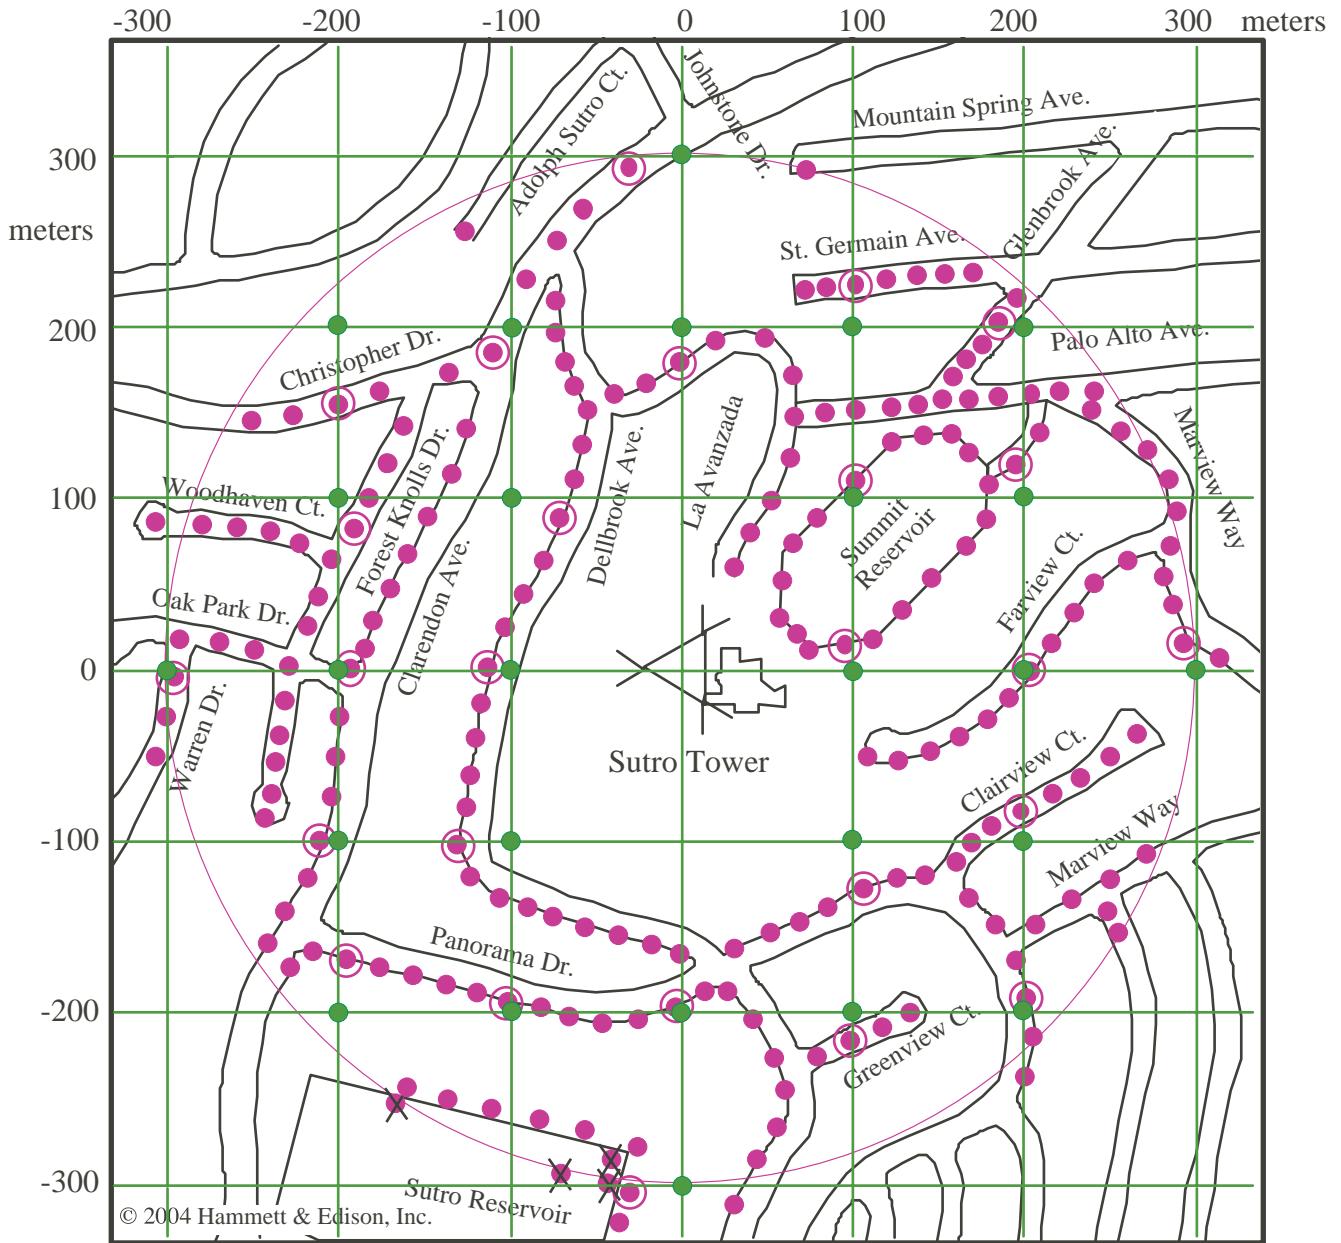 -300 -200 -100 0 100 200 300 meters
Adolph Sutro Ct.
Johnstone Dr.
Mountain Spring Ave.
Glenbrook Ave.
300
meters
St. Germain Ave.
200
Christopher Dr.
Palo Alto Ave.
Forest Knolls Dr.
Dellbrook Ave.
La Avanzada
Marview Way
100
Woodhaven Ct.
Summit
Reservoir
Farview Ct.
Clarendon Ave.
Oak Park Dr.
0
Warren Dr.
Sutro Tower
Clairview Ct.
Marview Way
-100
Panorama Dr.
-200
Greenview Ct.
-300
Sutro Reservoir
© 2004 Hammett & Edison, Inc.